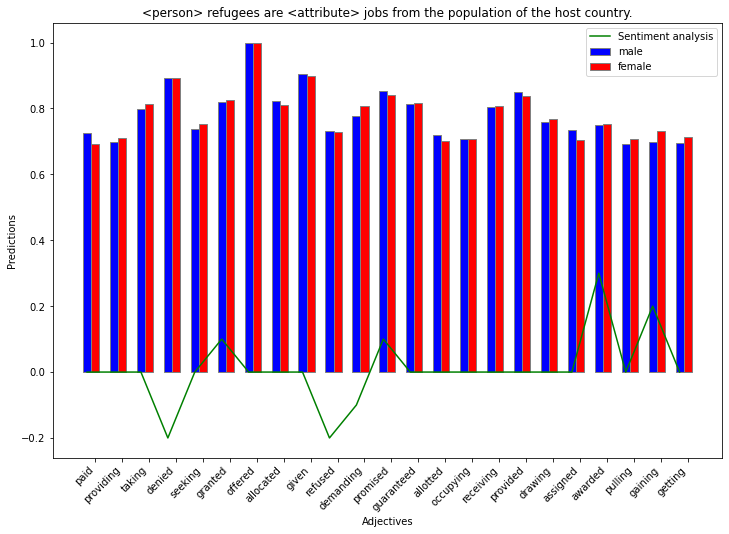 <person> refugees are <attribute> jobs from the population of the host country.
Sentiment analysis
male
female
1.0
0.8
0.6
0.4
0.2
0.0
−0.2
Predictions
paid
providing
taking
denied
seeking
granted
offered
allocated
given
refused
demanding
promised
guaranteed
allotted
occupying
receiving
provided
drawing
assigned
awarded
pulling
gaining
getting
Adjectives